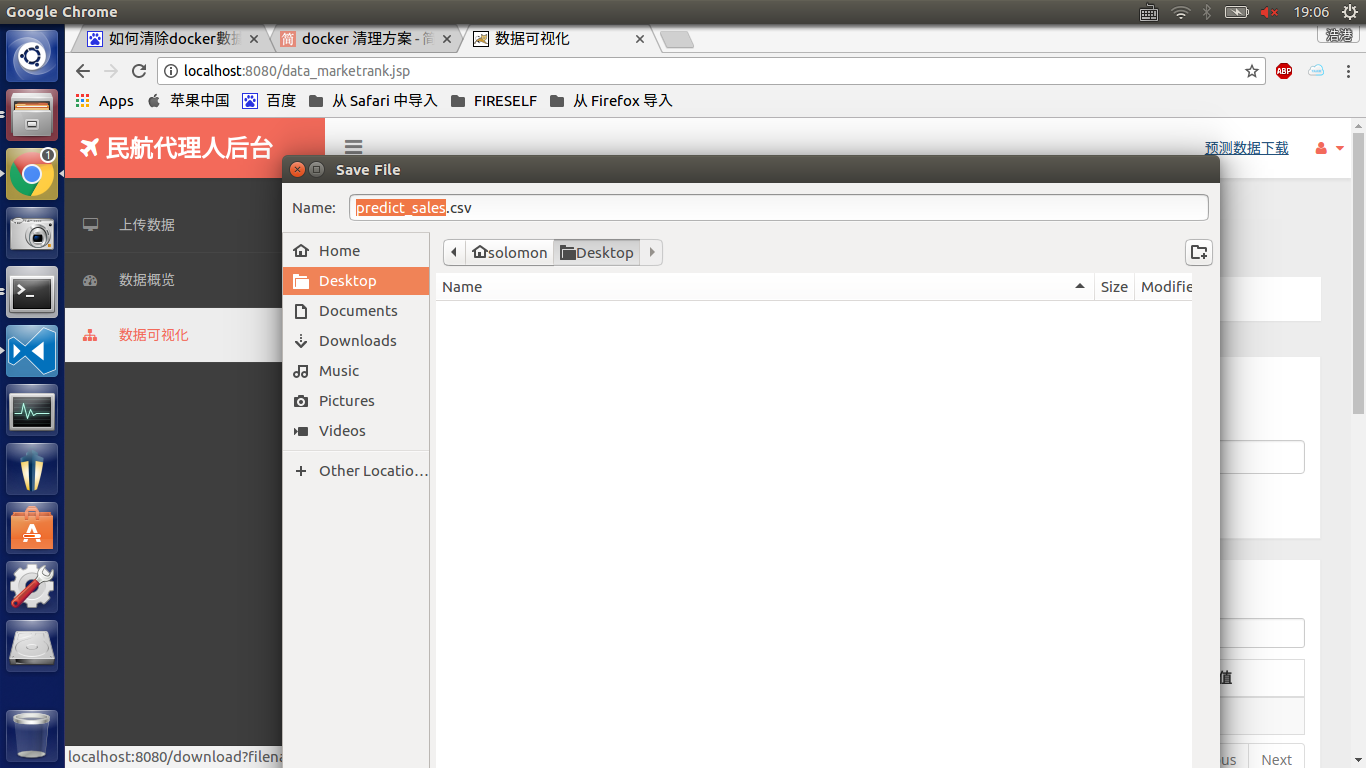 Google Chrome
19:06
如何清除docker數據
docker 清理方案 - 简
数据可视化
浩港
localhost:8080/data_marketrank.jsp
Apps 苹果中国 百度 从 Safari 中导入 FIRESELF 从 Firefox 导入
民航代理人后台
预测数据下载
Save File
Name: predict_sales.csv
上传数据
数据概览
数据可视化
Home
Desktop
Documents
Downloads
Music
Pictures
Videos
Other Locatio...
solomon Desktop
Name Size Modifie
值
us Next
localhost:8080/download?filena